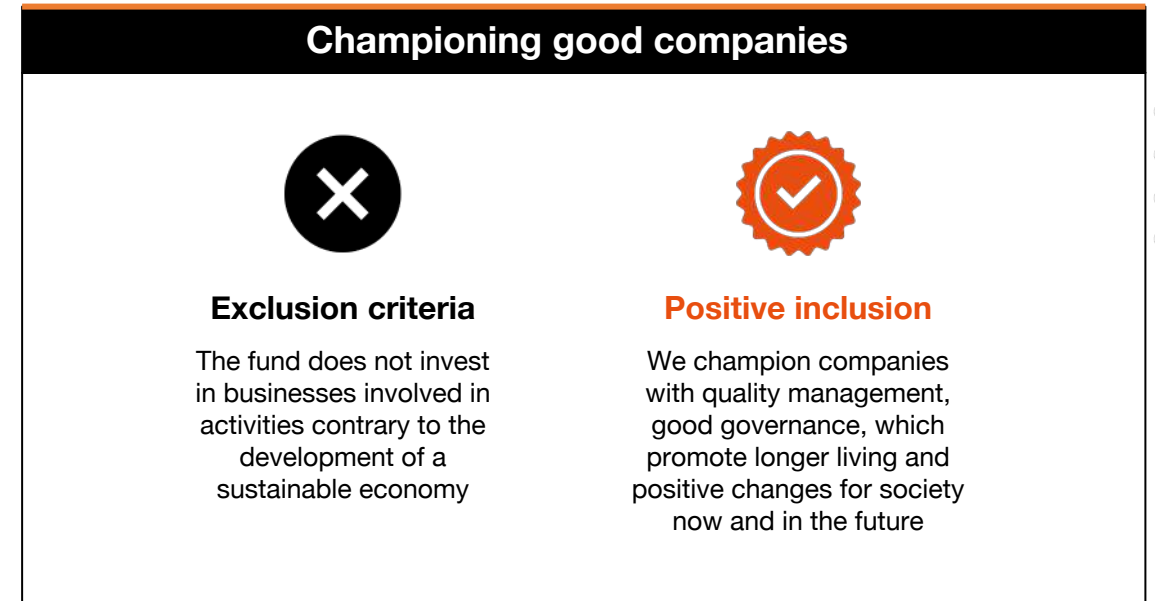 Championing good companies
Exclusion criteria
The fund does not invest
in businesses involved in
activities contrary to the
development of a
sustainable economy
Positive inclusion
We champion companies
with quality management,
good governance, which
promote longer living and
positive changes for society
now and in the future